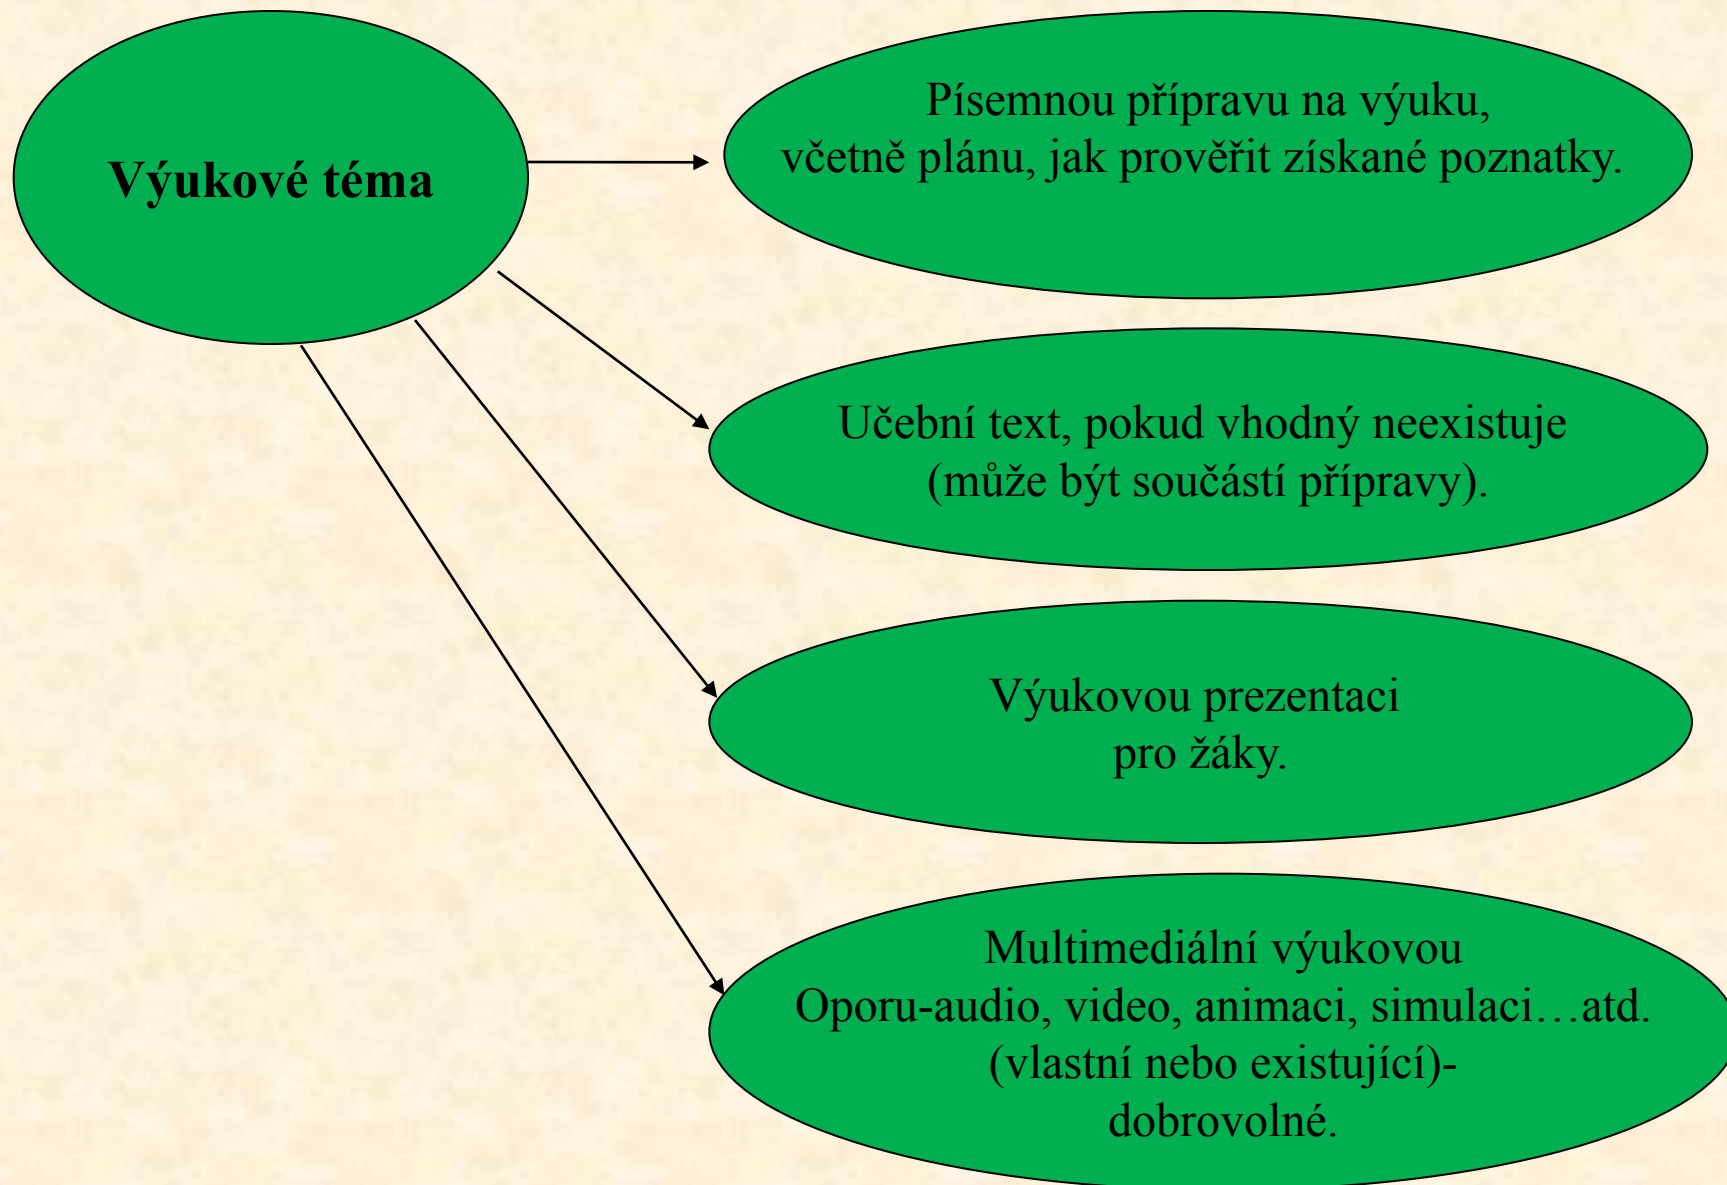 Výukové téma
Písemnou přípravu na výuku,
včetně plánu, jak prověřit získané poznatky.
Učební text, pokud vhodný neexistuje
(může být součástí přípravy).
Výukovou prezentaci
pro žáky.
Multimediální výukovou
Oporu-audio, video, animaci, simulaci…atd.
(vlastní nebo existující)-
dobrovolné.